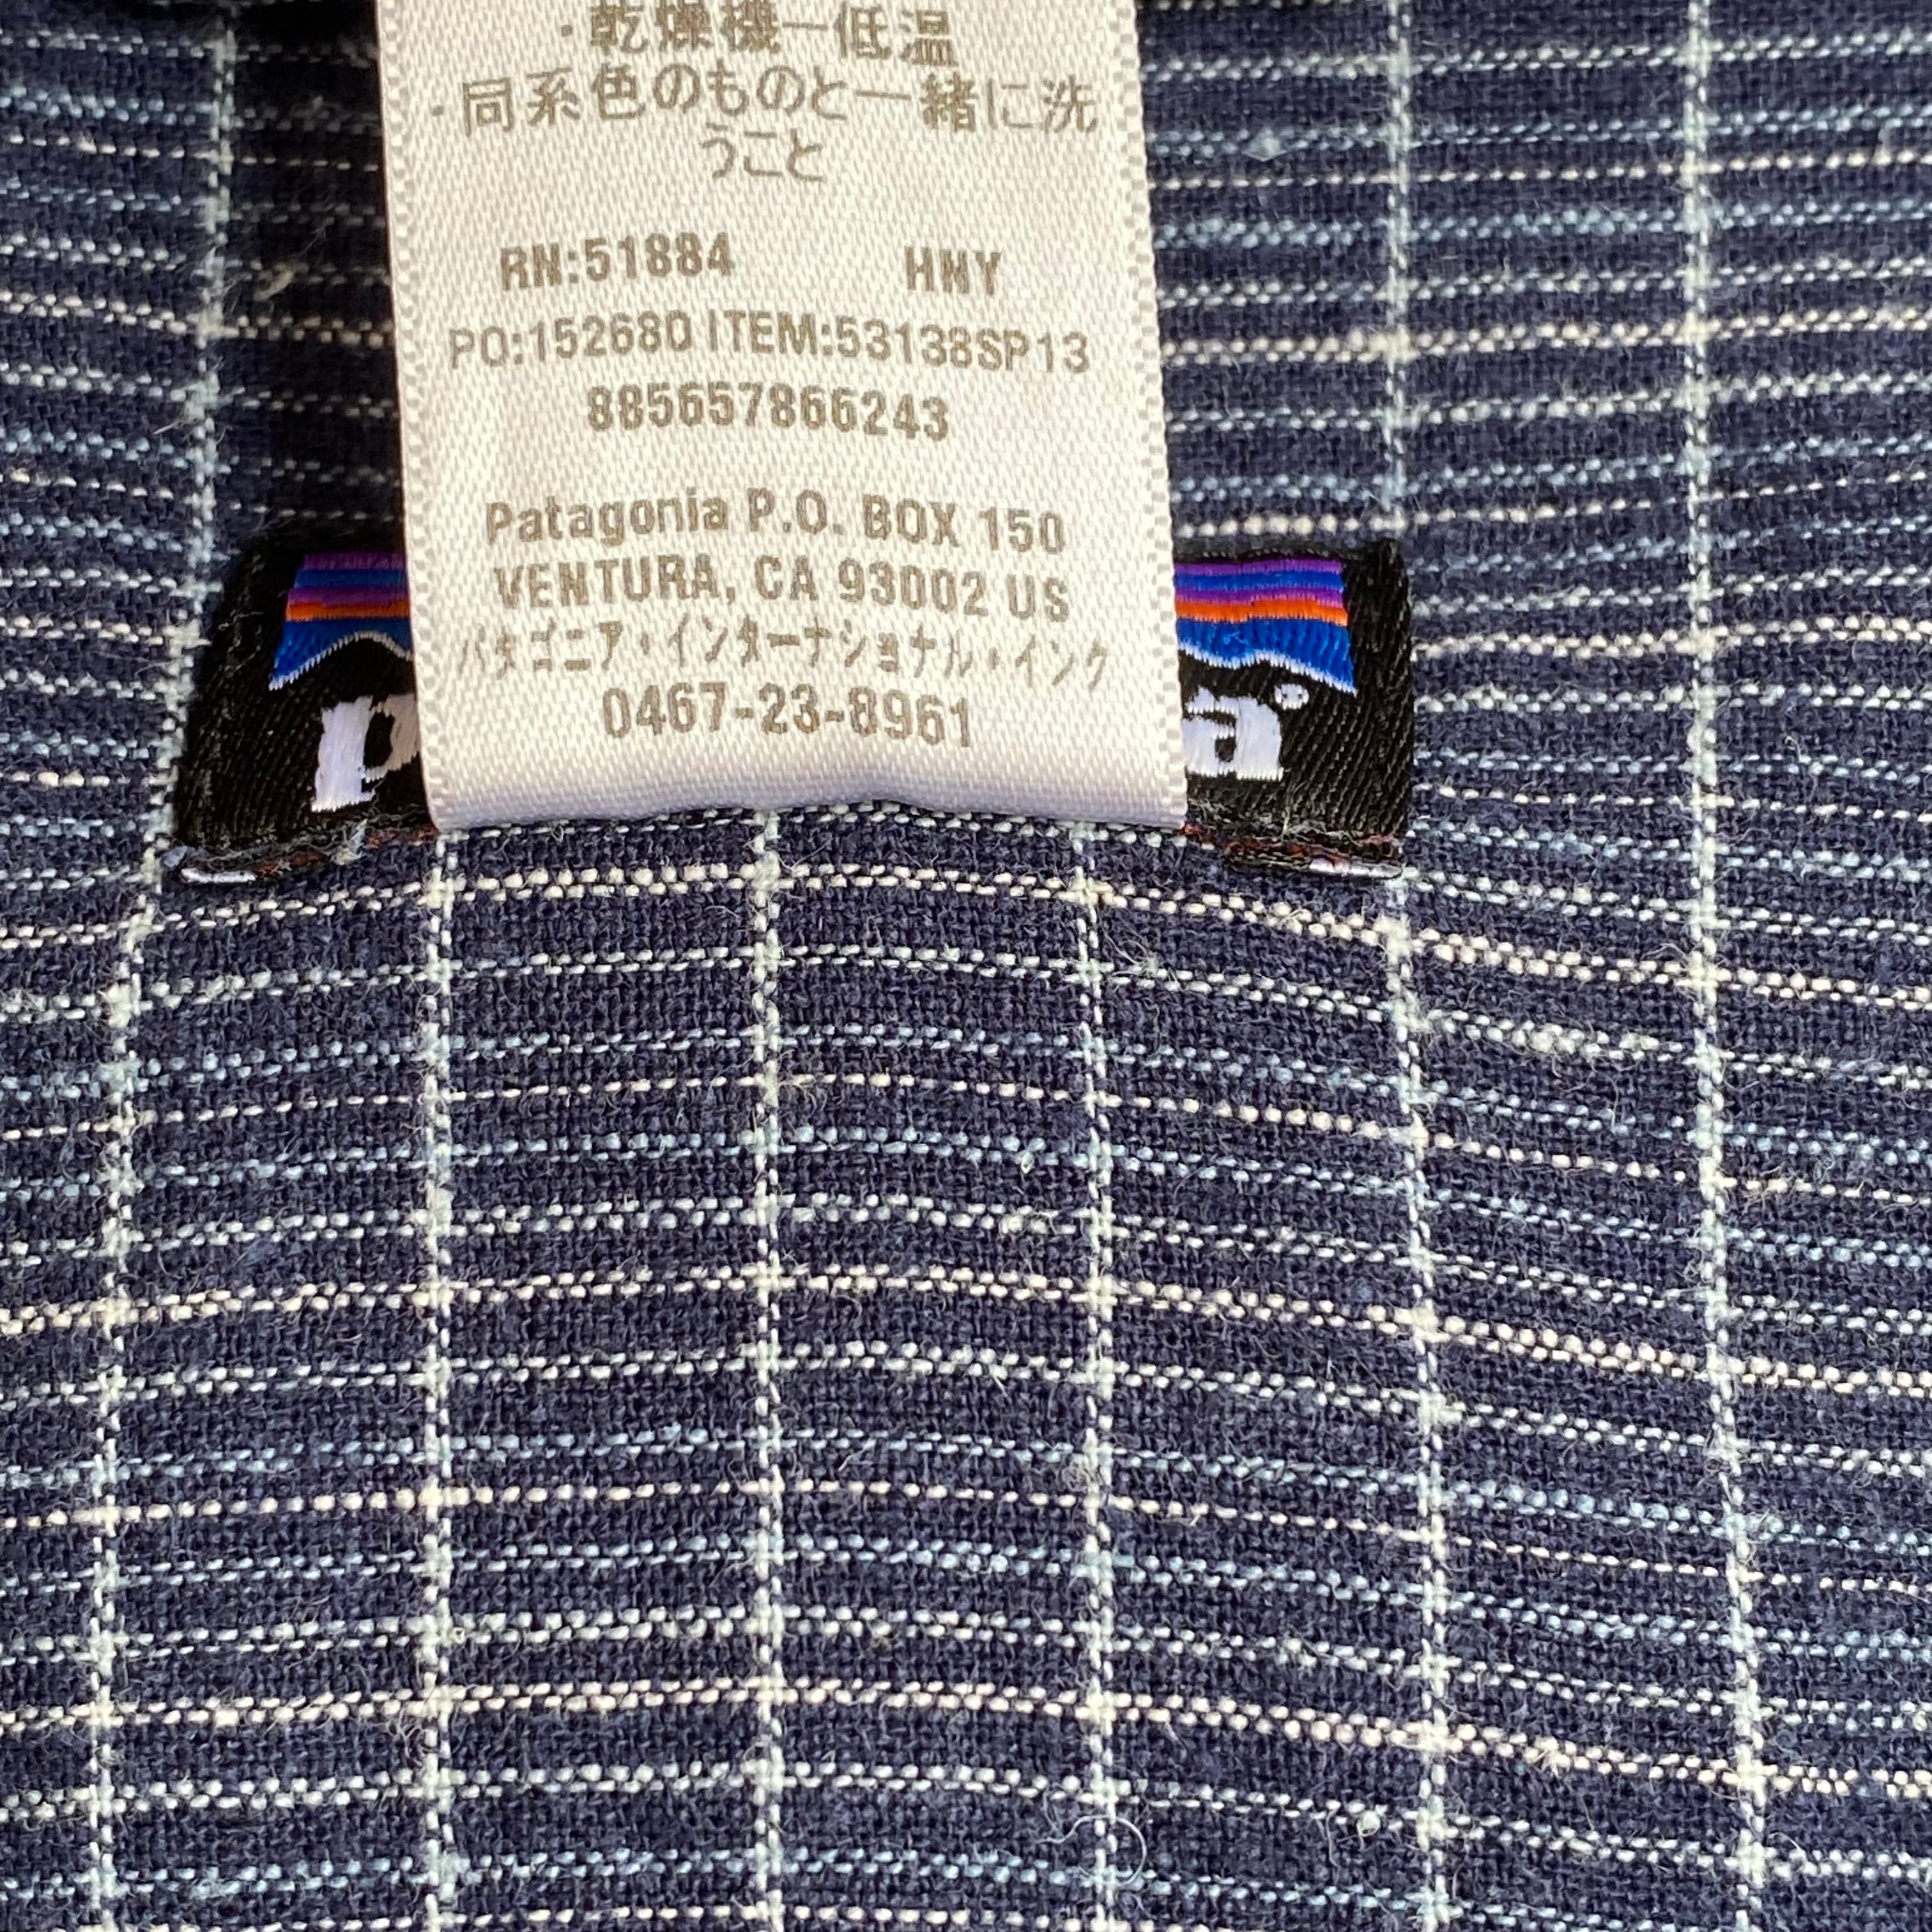 ・乾燥機ー低温
・同系色のものと一緒に洗
うこと
RN:51884 HNY
PO:152680 ITEM:53138SP13
885657866243
Patagonia P.O. BOX 150
VENTURA, CA 93002 US
パタゴニア・インターナショナル・インク
0467-23-8961
p
a